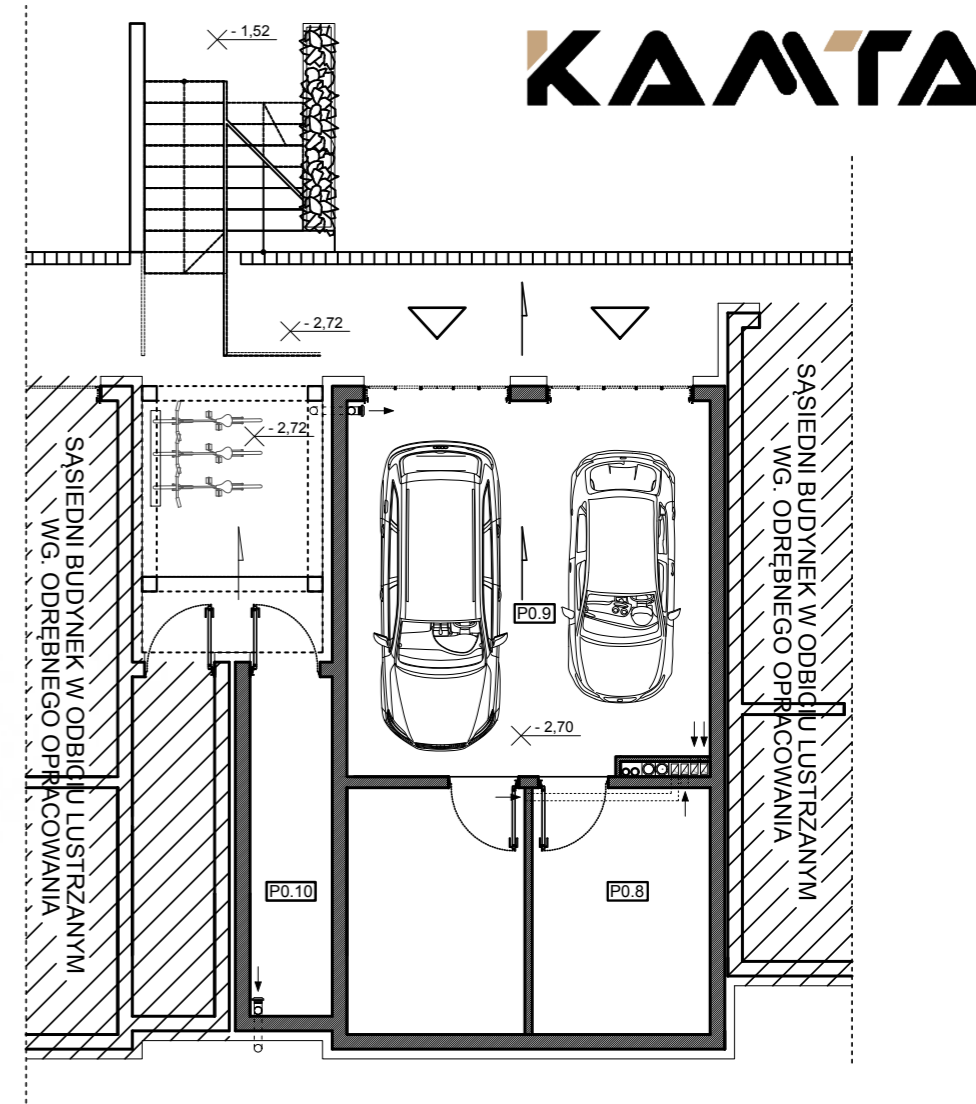 - 1,52
KAMTA
- 2,72
- 2,72
SĄSIEDNI BUDYNEK W ODBICIU LUSTRZANYM
WG. ODRĘBNEGO OPRACOWANIA
SĄSIEDNI BUDYNEK W ODBICIU LUSTRZANYM
WG. ODRĘBNEGO OPRACOWANIA
P0.9
- 2,70
P0.10
P0.8